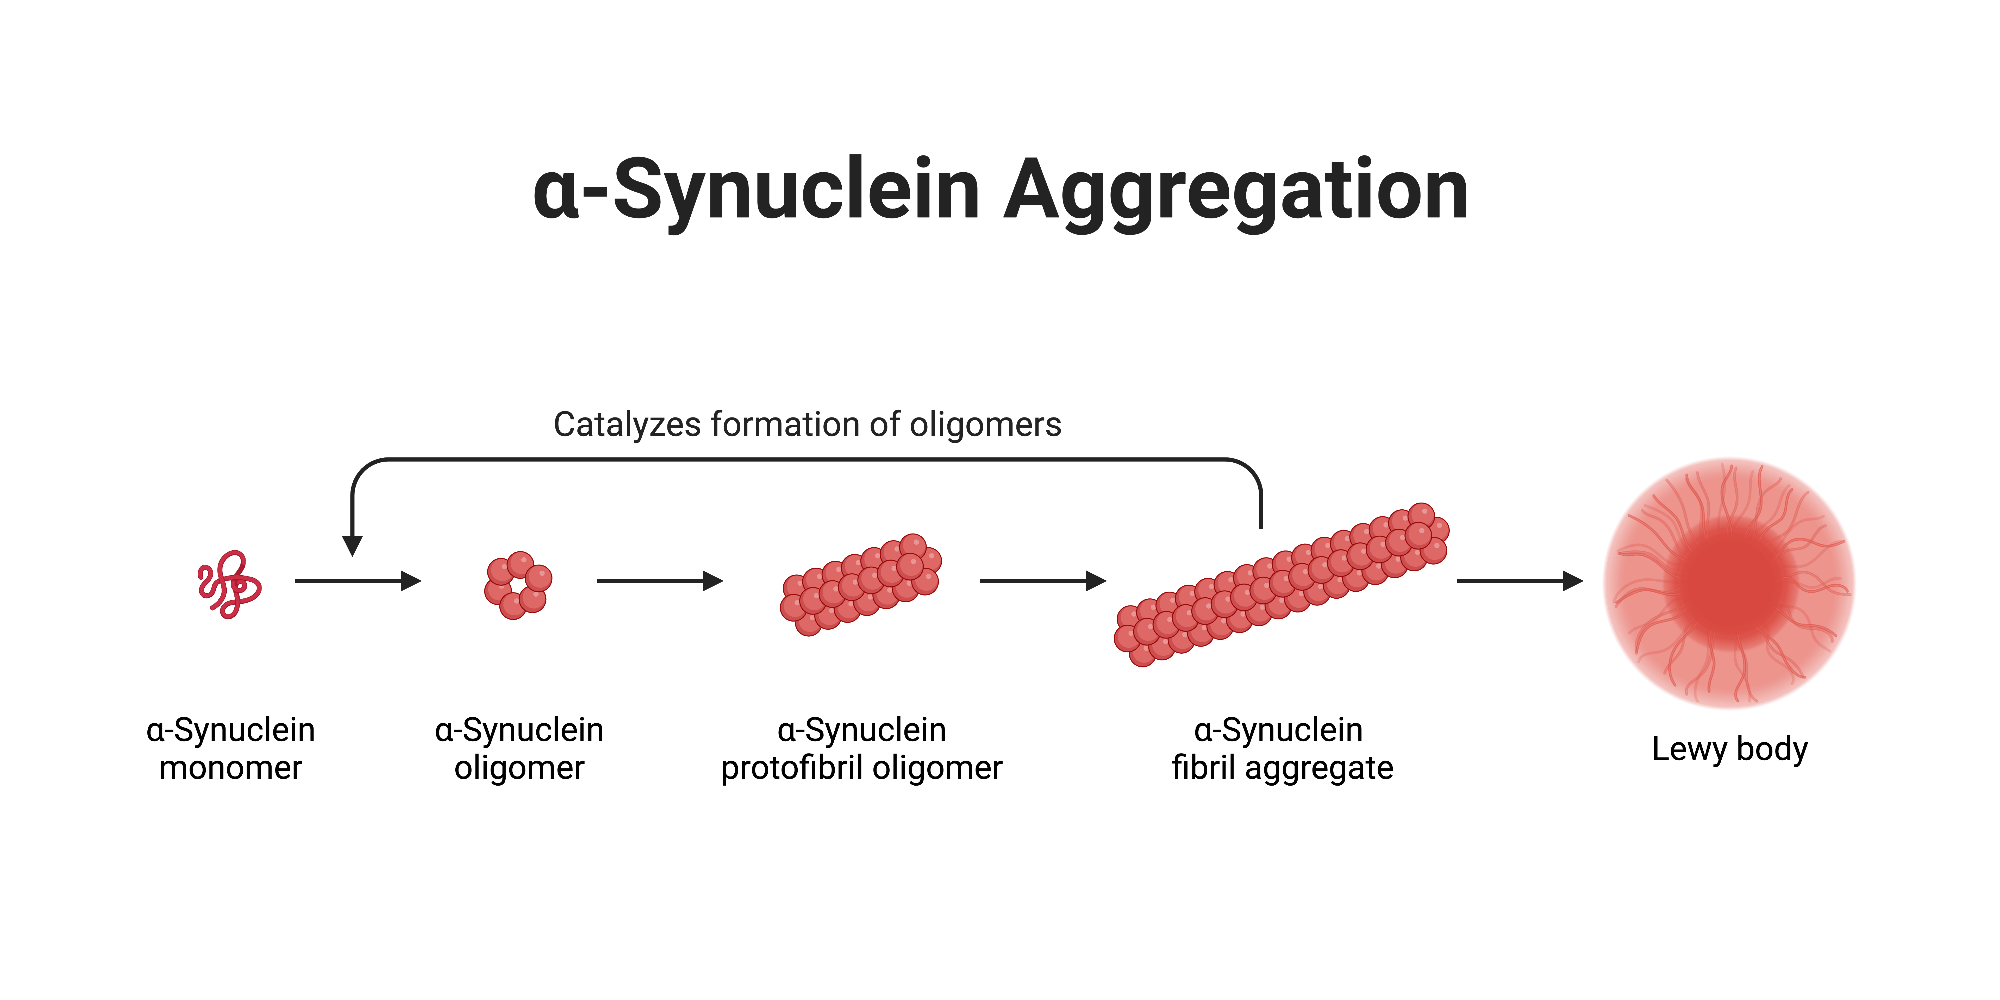 α-Synuclein Aggregation
Catalyzes formation of oligomers
α-Synuclein
monomer
α-Synuclein
oligomer
α-Synuclein
protofibril oligomer
α-Synuclein
fibril aggregate
Lewy body